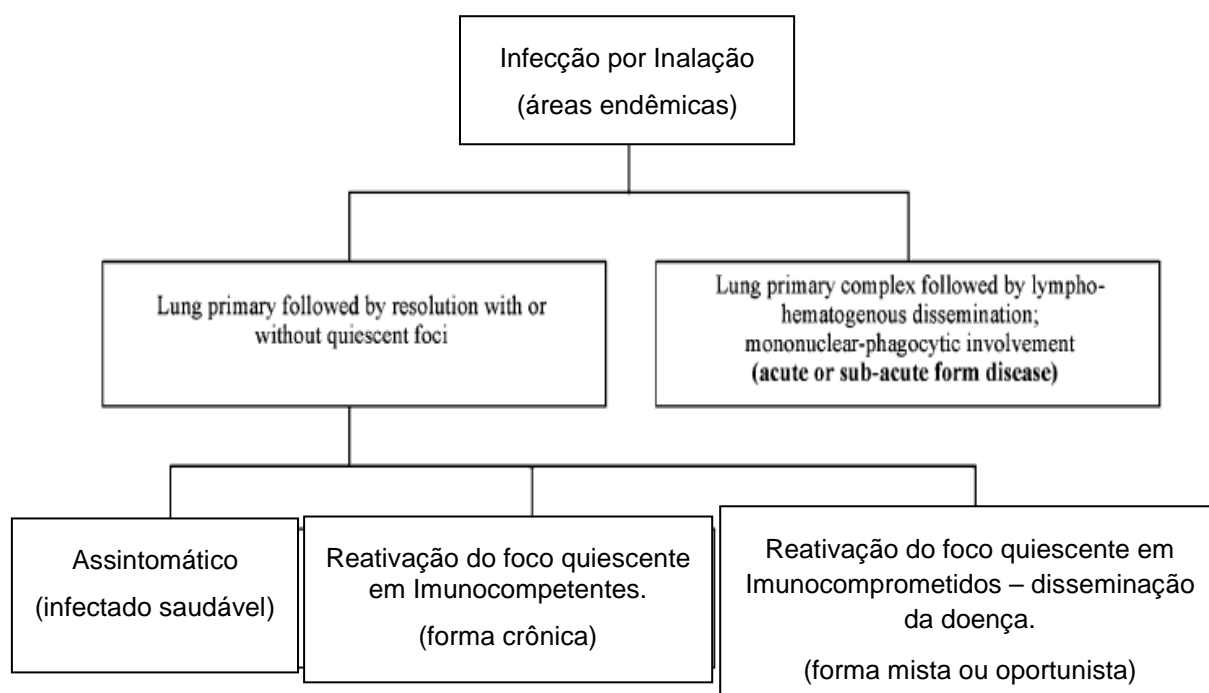 Infecção por Inalação
(áreas endêmicas)
Lung primary followed by resolution with or
without quiescent foci
Lung primary complex followed by lympho-
hematogenous dissemination;
mononuclear-phagocytic involvement
(acute or sub-acute form disease)
Assintomático
(infectado saudável)
Reativação do foco quiescente
em Imunocompetentes.
(forma crônica)
Reativação do foco quiescente em
Imunocomprometidos – disseminação
da doença.
(forma mista ou oportunista)